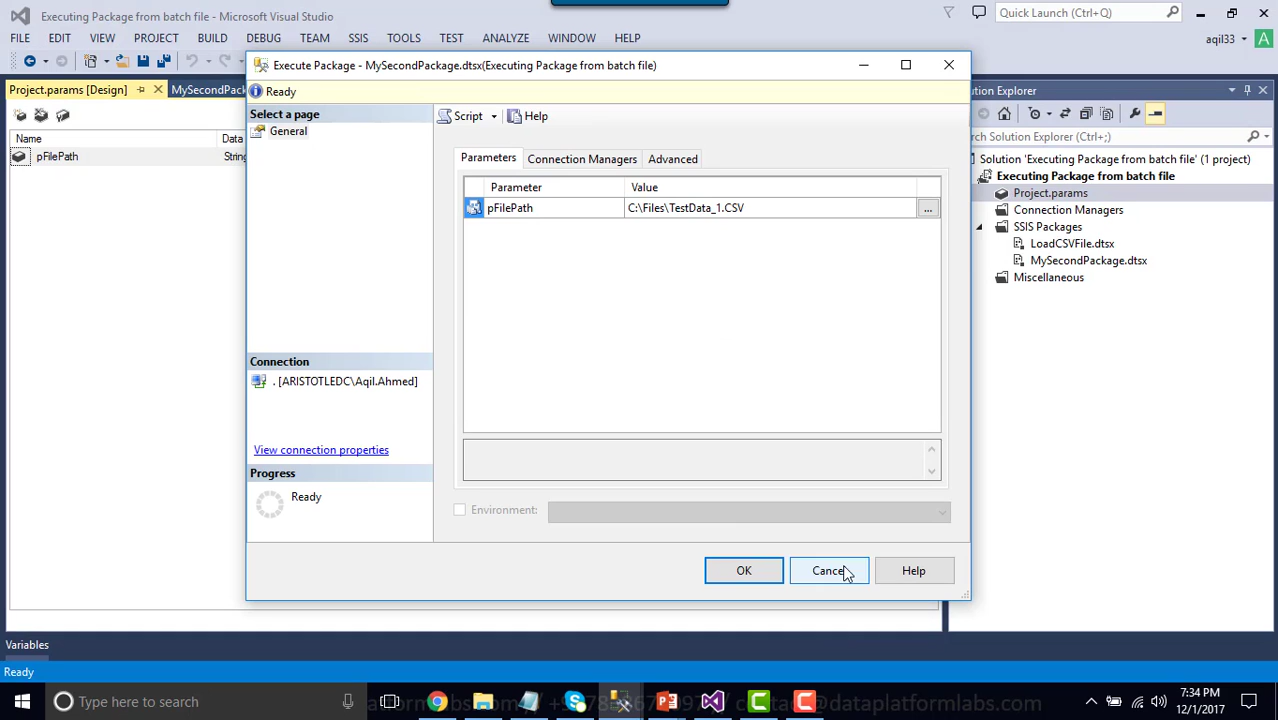 Executing Package from batch file - Microsoft Visual Studio
Quick Launch (Ctrl+Q)
FILE EDIT VIEW PROJECT BUILD DEBUG TEAM SSIS TOOLS TEST ANALYZE WINDOW HELP
aqil33
A
Execute Package - MySecondPackage.dtsx(Executing Package from batch file)
Project.params [Design]
Ready
Select a page
General
Script
Help
Name
pFilePath
Parameters
Connection Managers
Advanced
Parameter
Value
pFilePath
C:\Files\TestData_1.CSV
...
Connection
. [ARISTOTLEDC\Aqil.Ahmed]
View connection properties
Progress
Ready
Environment:
OK
Help
Search Solution Explorer (Ctrl+;)
Solution 'Executing Package from batch file' (1 project)
Executing Package from batch file
Project.params
Connection Managers
SSIS Packages
LoadCSVFile.dtsx
MySecondPackage.dtsx
Miscellaneous
Variables
Ready
Type here to search
7:34 PM
12/1/2017